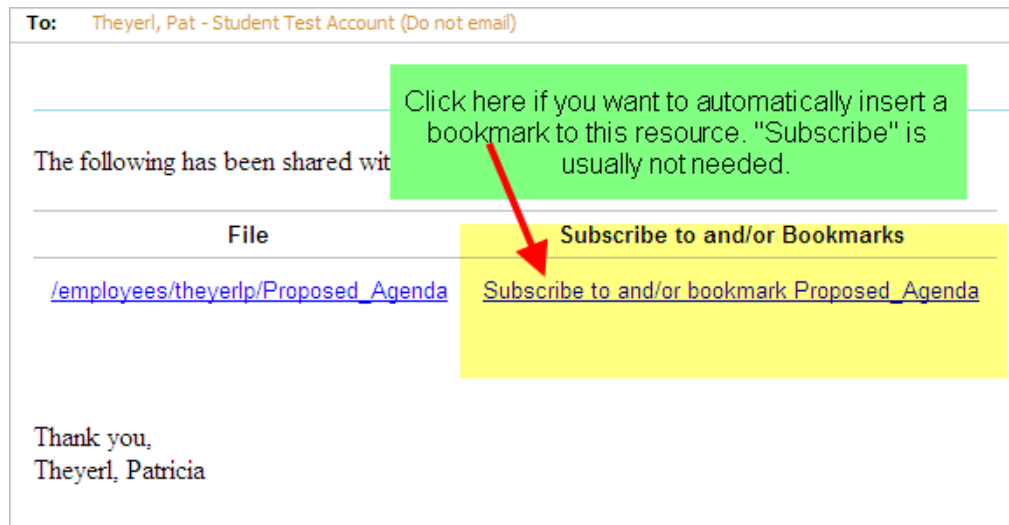 To: Theyerl, Pat - Student Test Account (Do not email)
Click here if you want to automatically insert a
bookmark to this resource. "Subscribe" is
usually not needed.
The following has been shared wit
File Subscribe to and/or Bookmarks
/employees/theyerlp/Proposed_Agenda Subscribe to and/or bookmark Proposed_Agenda
Thank you,
Theyerl, Patricia